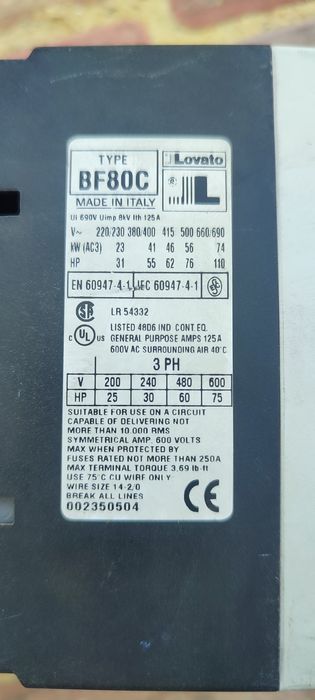 TYPE
BF80C
MADE IN ITALY
Lovato
®
L
Ui 690V Uimp 8kV Ith 125A
V~ 220/230 380/400 415 500 660/690
kW (AC3) 23 41 46 56 74
HP 31 55 62 76 110
EN 60947-4-1 IEC 60947-4-1
LR 54332
LISTED 48D6 IND. CONT. EQ.
C UL US GENERAL PURPOSE AMPS 125A
600V AC SURROUNDING AIR 40°C
3 PH
V 200 240 480 600
HP 25 30 60 75
SUITABLE FOR USE ON A CIRCUIT
CAPABLE OF DELIVERING NOT
MORE THAN 10.000 RMS
SYMMETRICAL AMP. 600 VOLTS
MAX WHEN PROTECTED BY
FUSES RATED NOT MORE THAN 250A
MAX TERMINAL TORQUE 3.69 lb-ft
USE 75°C CU WIRE ONLY
WIRE SIZE 14-2/0
BREAK ALL LINES
002350504
CE